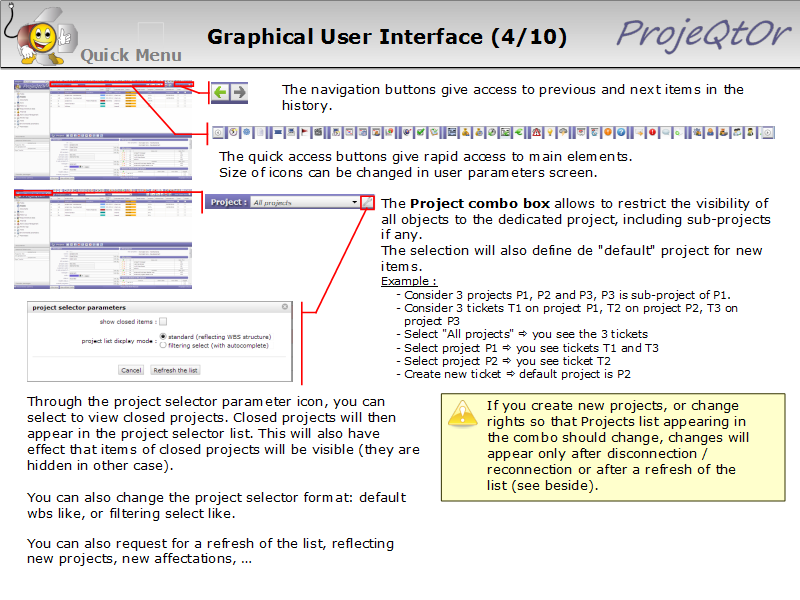 Quick Menu
Graphical User Interface (4/10)
ProjeQtOr
The navigation buttons give access to previous and next items in the
history.
The quick access buttons give rapid access to main elements.
Size of icons can be changed in user parameters screen.
Project : All projects
The Project combo box allows to restrict the visibility of
all objects to the dedicated project, including sub-projects
if any.
The selection will also define de "default" project for new
items.
Example :
- Consider 3 projects P1, P2 and P3, P3 is sub-project of P1.
- Consider 3 tickets T1 on project P1, T2 on project P2, T3 on
project P3
- Select "All projects" ⇨ you see the 3 tickets
- Select project P1 ⇨ you see tickets T1 and T3
- Select project P2 ⇨ you see ticket T2
- Create new ticket ⇨ default project is P2
project selector parameters
show closed items :
project list display mode : standard (reflecting WBS structure)
filtering select (with autocomplete)
Cancel Refresh the list
Through the project selector parameter icon, you can
select to view closed projects. Closed projects will then
appear in the project selector list. This will also have
effect that items of closed projects will be visible (they are
hidden in other case).
You can also change the project selector format: default
wbs like, or filtering select like.
You can also request for a refresh of the list, reflecting
new projects, new affectations, ...
If you create new projects, or change
rights so that Projects list appearing in
the combo should change, changes will
appear only after disconnection /
reconnection or after a refresh of the
list (see beside).